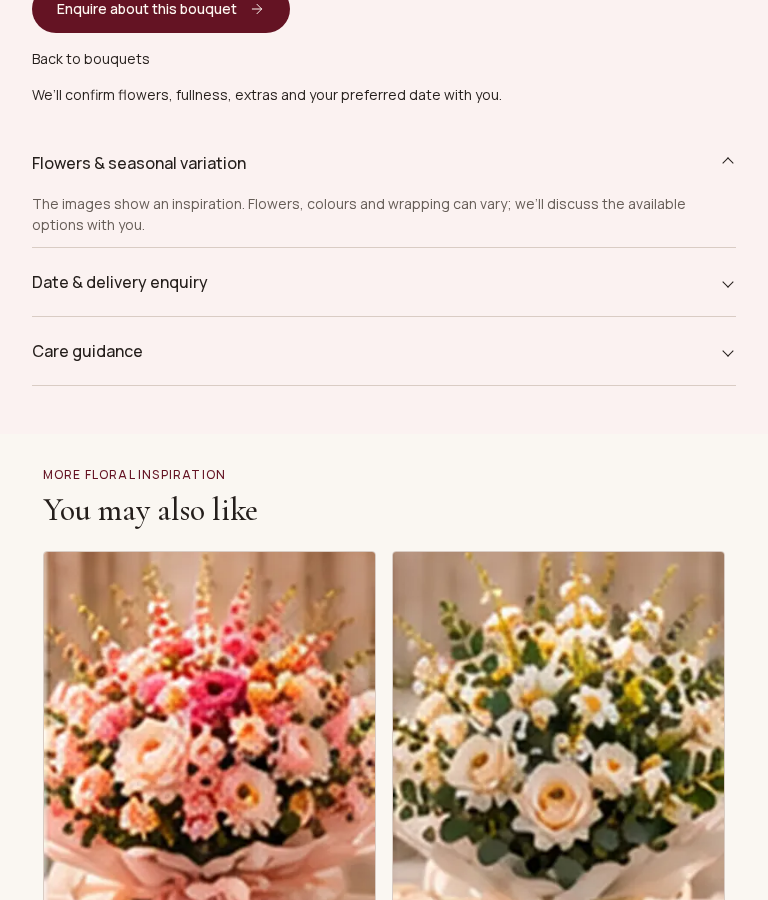 Enquire about this bouquet →
Back to bouquets
We'll confirm flowers, fullness, extras and your preferred date with you.
Flowers & seasonal variation
The images show an inspiration. Flowers, colours and wrapping can vary; we'll discuss the available
options with you.
Date & delivery enquiry
Care guidance
MORE FLORAL INSPIRATION
You may also like